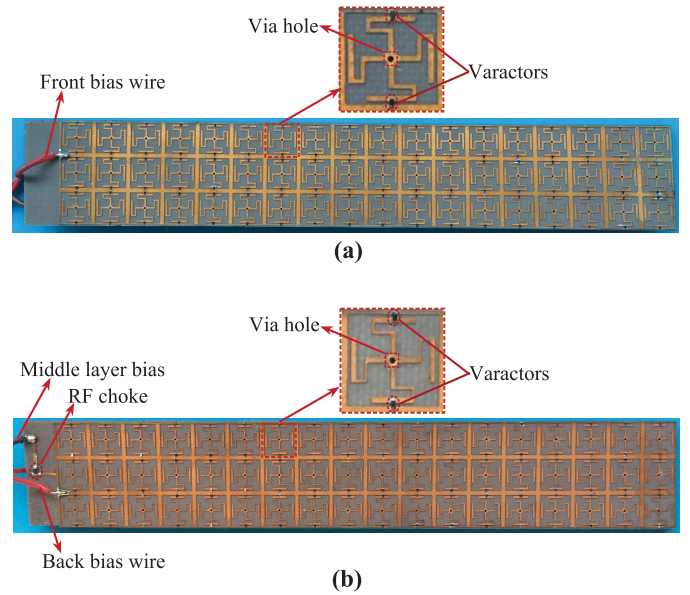 Via hole
Varactors
Front bias wire
(a)
Via hole
Middle layer bias
RF choke
Varactors
Back bias wire
(b)